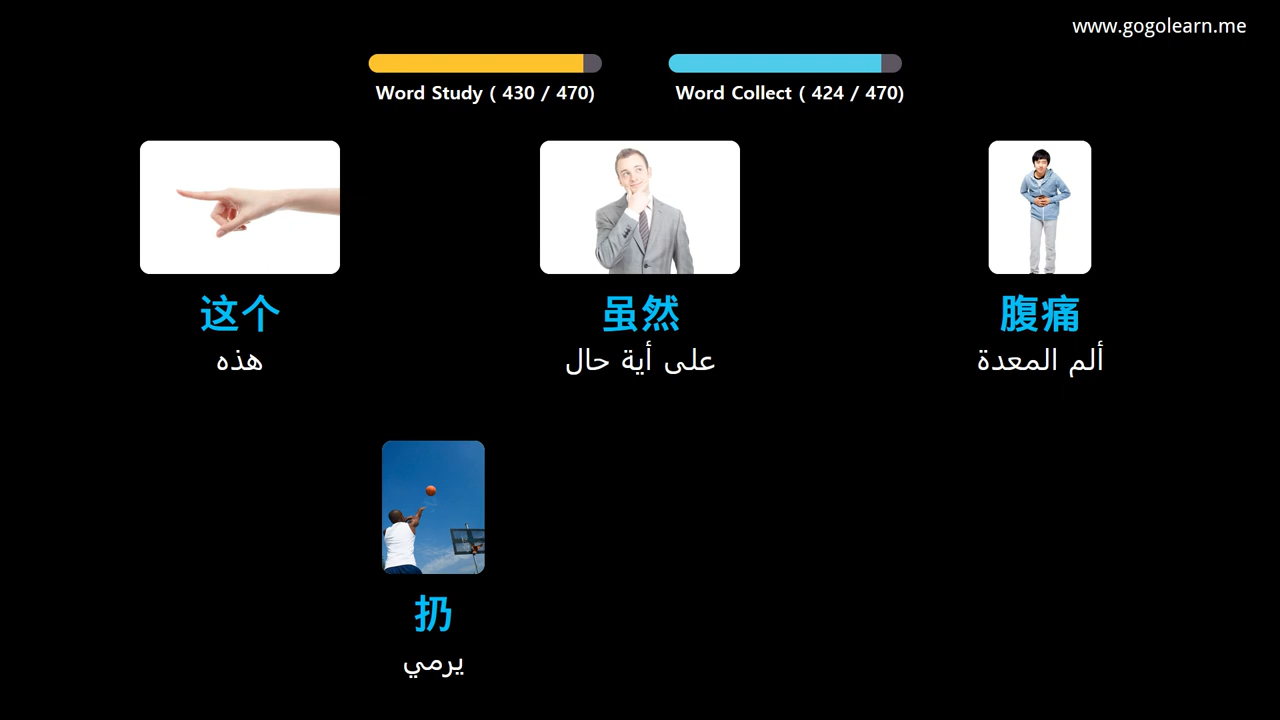 www.gogolearn.me
Word Study ( 430 / 470)
Word Collect ( 424 / 470)
这个
هذه
虽然
على أية حال
腹痛
ألم المعدة
扔
يرمي